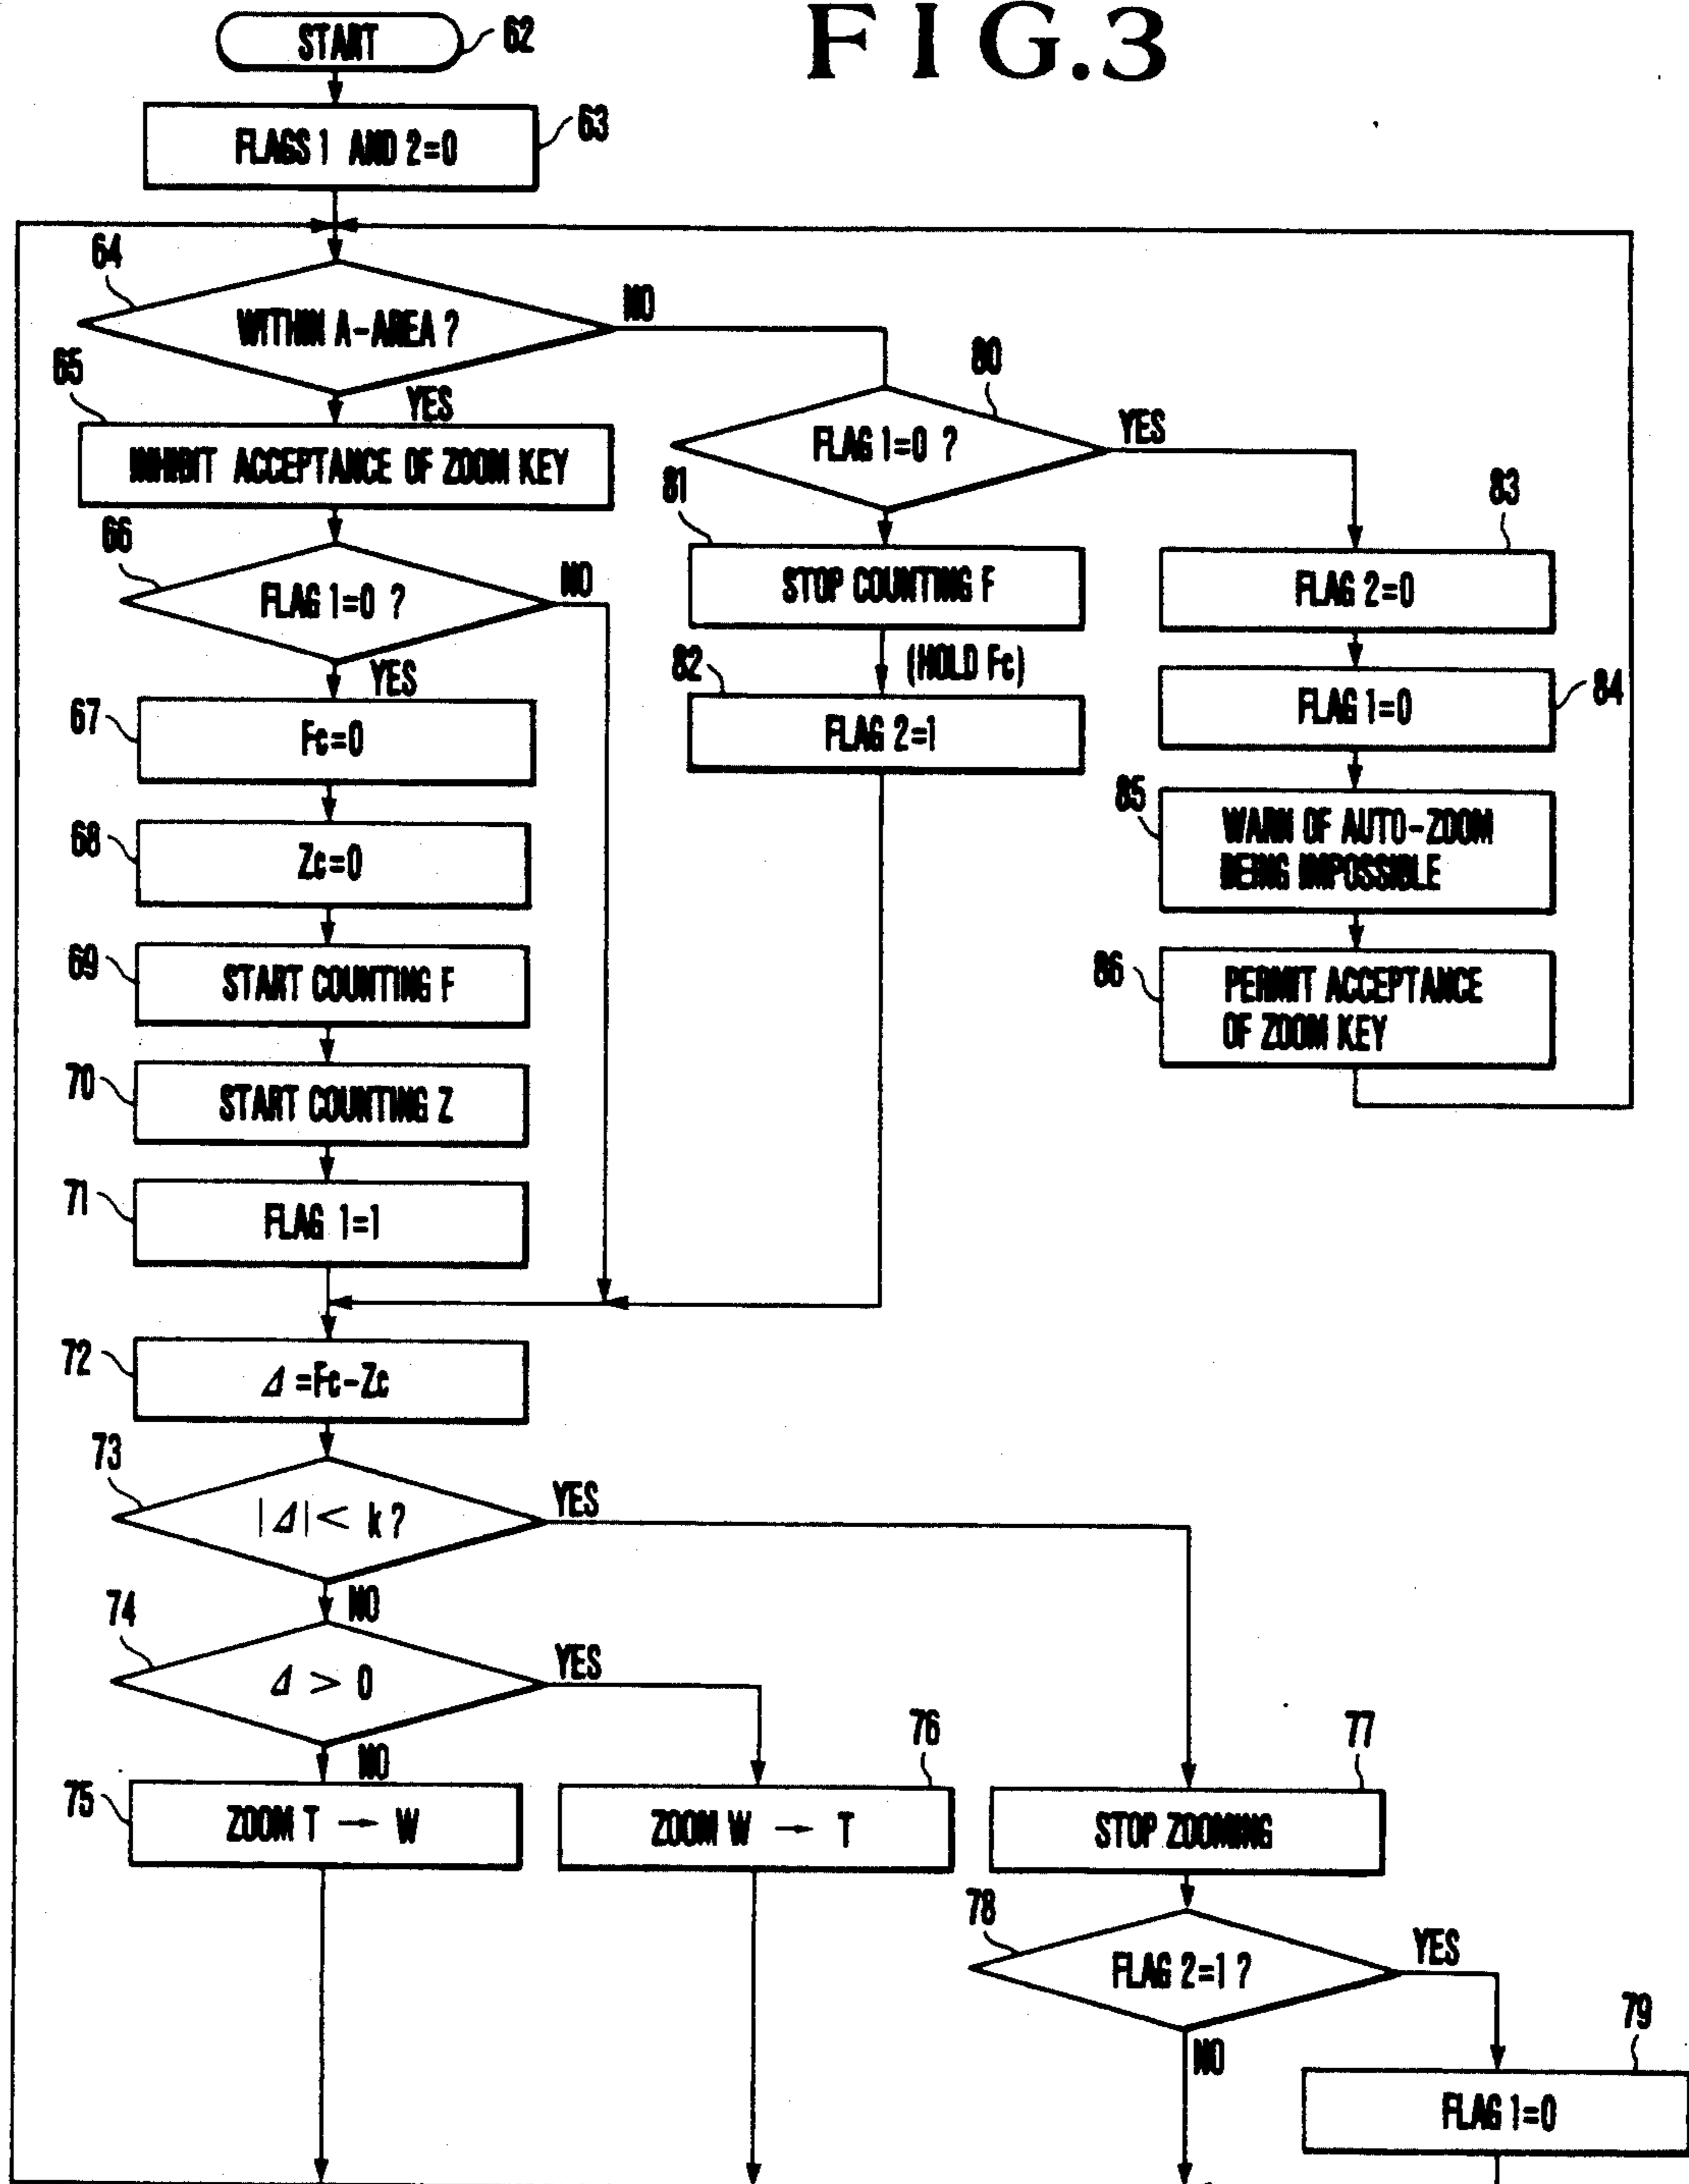 FIG.3
START
62
FLAGS 1 AND 2=0
63
64
WITHIN A-AREA ?
NO
YES
65
INHIBIT ACCEPTANCE OF ZOOM KEY
66
FLAG 1=0 ?
NO
YES
67
Fc=0
68
Zc=0
69
START COUNTING F
70
START COUNTING Z
71
FLAG 1=1
80
FLAG 1=0 ?
YES
81
STOP COUNTING F
(HOLD Fc)
82
FLAG 2=1
83
FLAG 2=0
84
FLAG 1=0
85
WARN OF AUTO-ZOOM
BEING IMPOSSIBLE
86
PERMIT ACCEPTANCE
OF ZOOM KEY
72
Δ=Fc-Zc
73
|Δ|< k ?
YES
NO
74
Δ > 0
YES
NO
75
ZOOM T → W
76
ZOOM W → T
77
STOP ZOOMING
78
FLAG 2=1 ?
YES
NO
79
FLAG 1=0